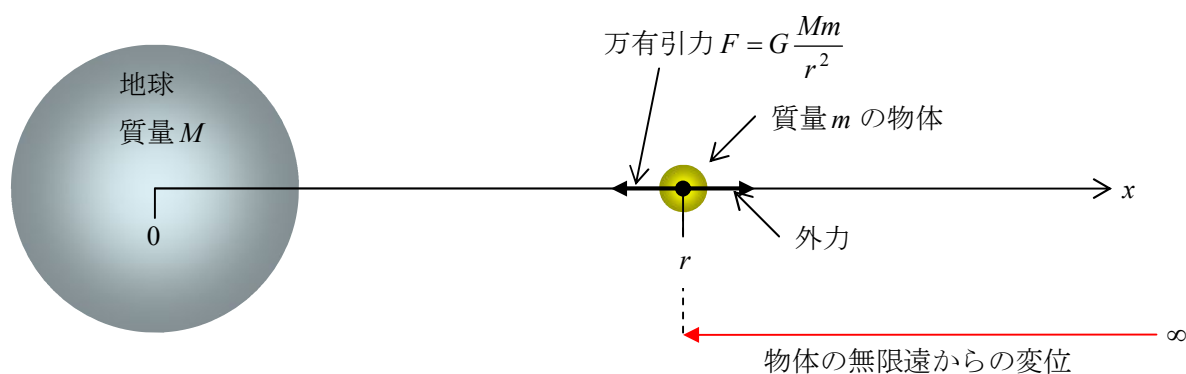 万有引力 F = G Mm / r²
地球
質量 M
質量 m の物体
0
r
x
外力
∞
物体の無限遠からの変位